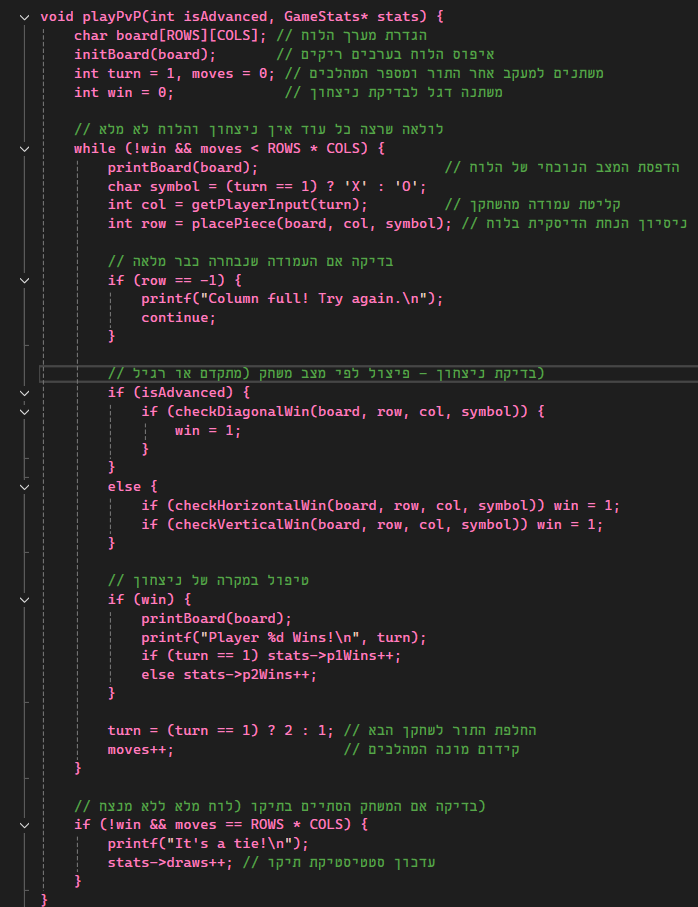 void playPvP(int isAdvanced, GameStats* stats) {
char board[ROWS][COLS]; // הגדרת מערך הלוח
initBoard(board); // איפוס הלוח בערכים ריקים
int turn = 1, moves = 0; // משתנים למעקב אחר התור ומספר המהלכים
int win = 0; // משתנה דגל לבדיקת ניצחון
// לולאה שרצה כל עוד אין ניצחון והלוח לא מלא
while (!win && moves < ROWS * COLS) {
printBoard(board); // הדפסת המצב הנוכחי של הלוח
char symbol = (turn == 1) ? 'X' : 'O';
int col = getPlayerInput(turn); // קליטת עמודה מהשחקן
int row = placePiece(board, col, symbol); // ניסיון הנחת הדיסקית בלוח
// בדיקה אם העמודה שנבחרה כבר מלאה
if (row == -1) {
printf("Column full! Try again.\n");
continue;
}
// בדיקת ניצחון - פיצול לפי מצב משחק (מתקדם או רגיל)
if (isAdvanced) {
if (checkDiagonalWin(board, row, col, symbol)) {
win = 1;
}
}
else {
if (checkHorizontalWin(board, row, col, symbol)) win = 1;
if (checkVerticalWin(board, row, col, symbol)) win = 1;
}
// טיפול במקרה של ניצחון
if (win) {
printBoard(board);
printf("Player %d Wins!\n", turn);
if (turn == 1) stats->p1Wins++;
else stats->p2Wins++;
}
turn = (turn == 1) ? 2 : 1; // החלפת התור לשחקן הבא
moves++; // קידום מונה המהלכים
}
// בדיקה אם המשחק הסתיים בתיקו (לוח מלא ללא מנצח)
if (!win && moves == ROWS * COLS) {
printf("It's a tie!\n");
stats->draws++; // עדכון סטטיסטיקת תיקו
}
}